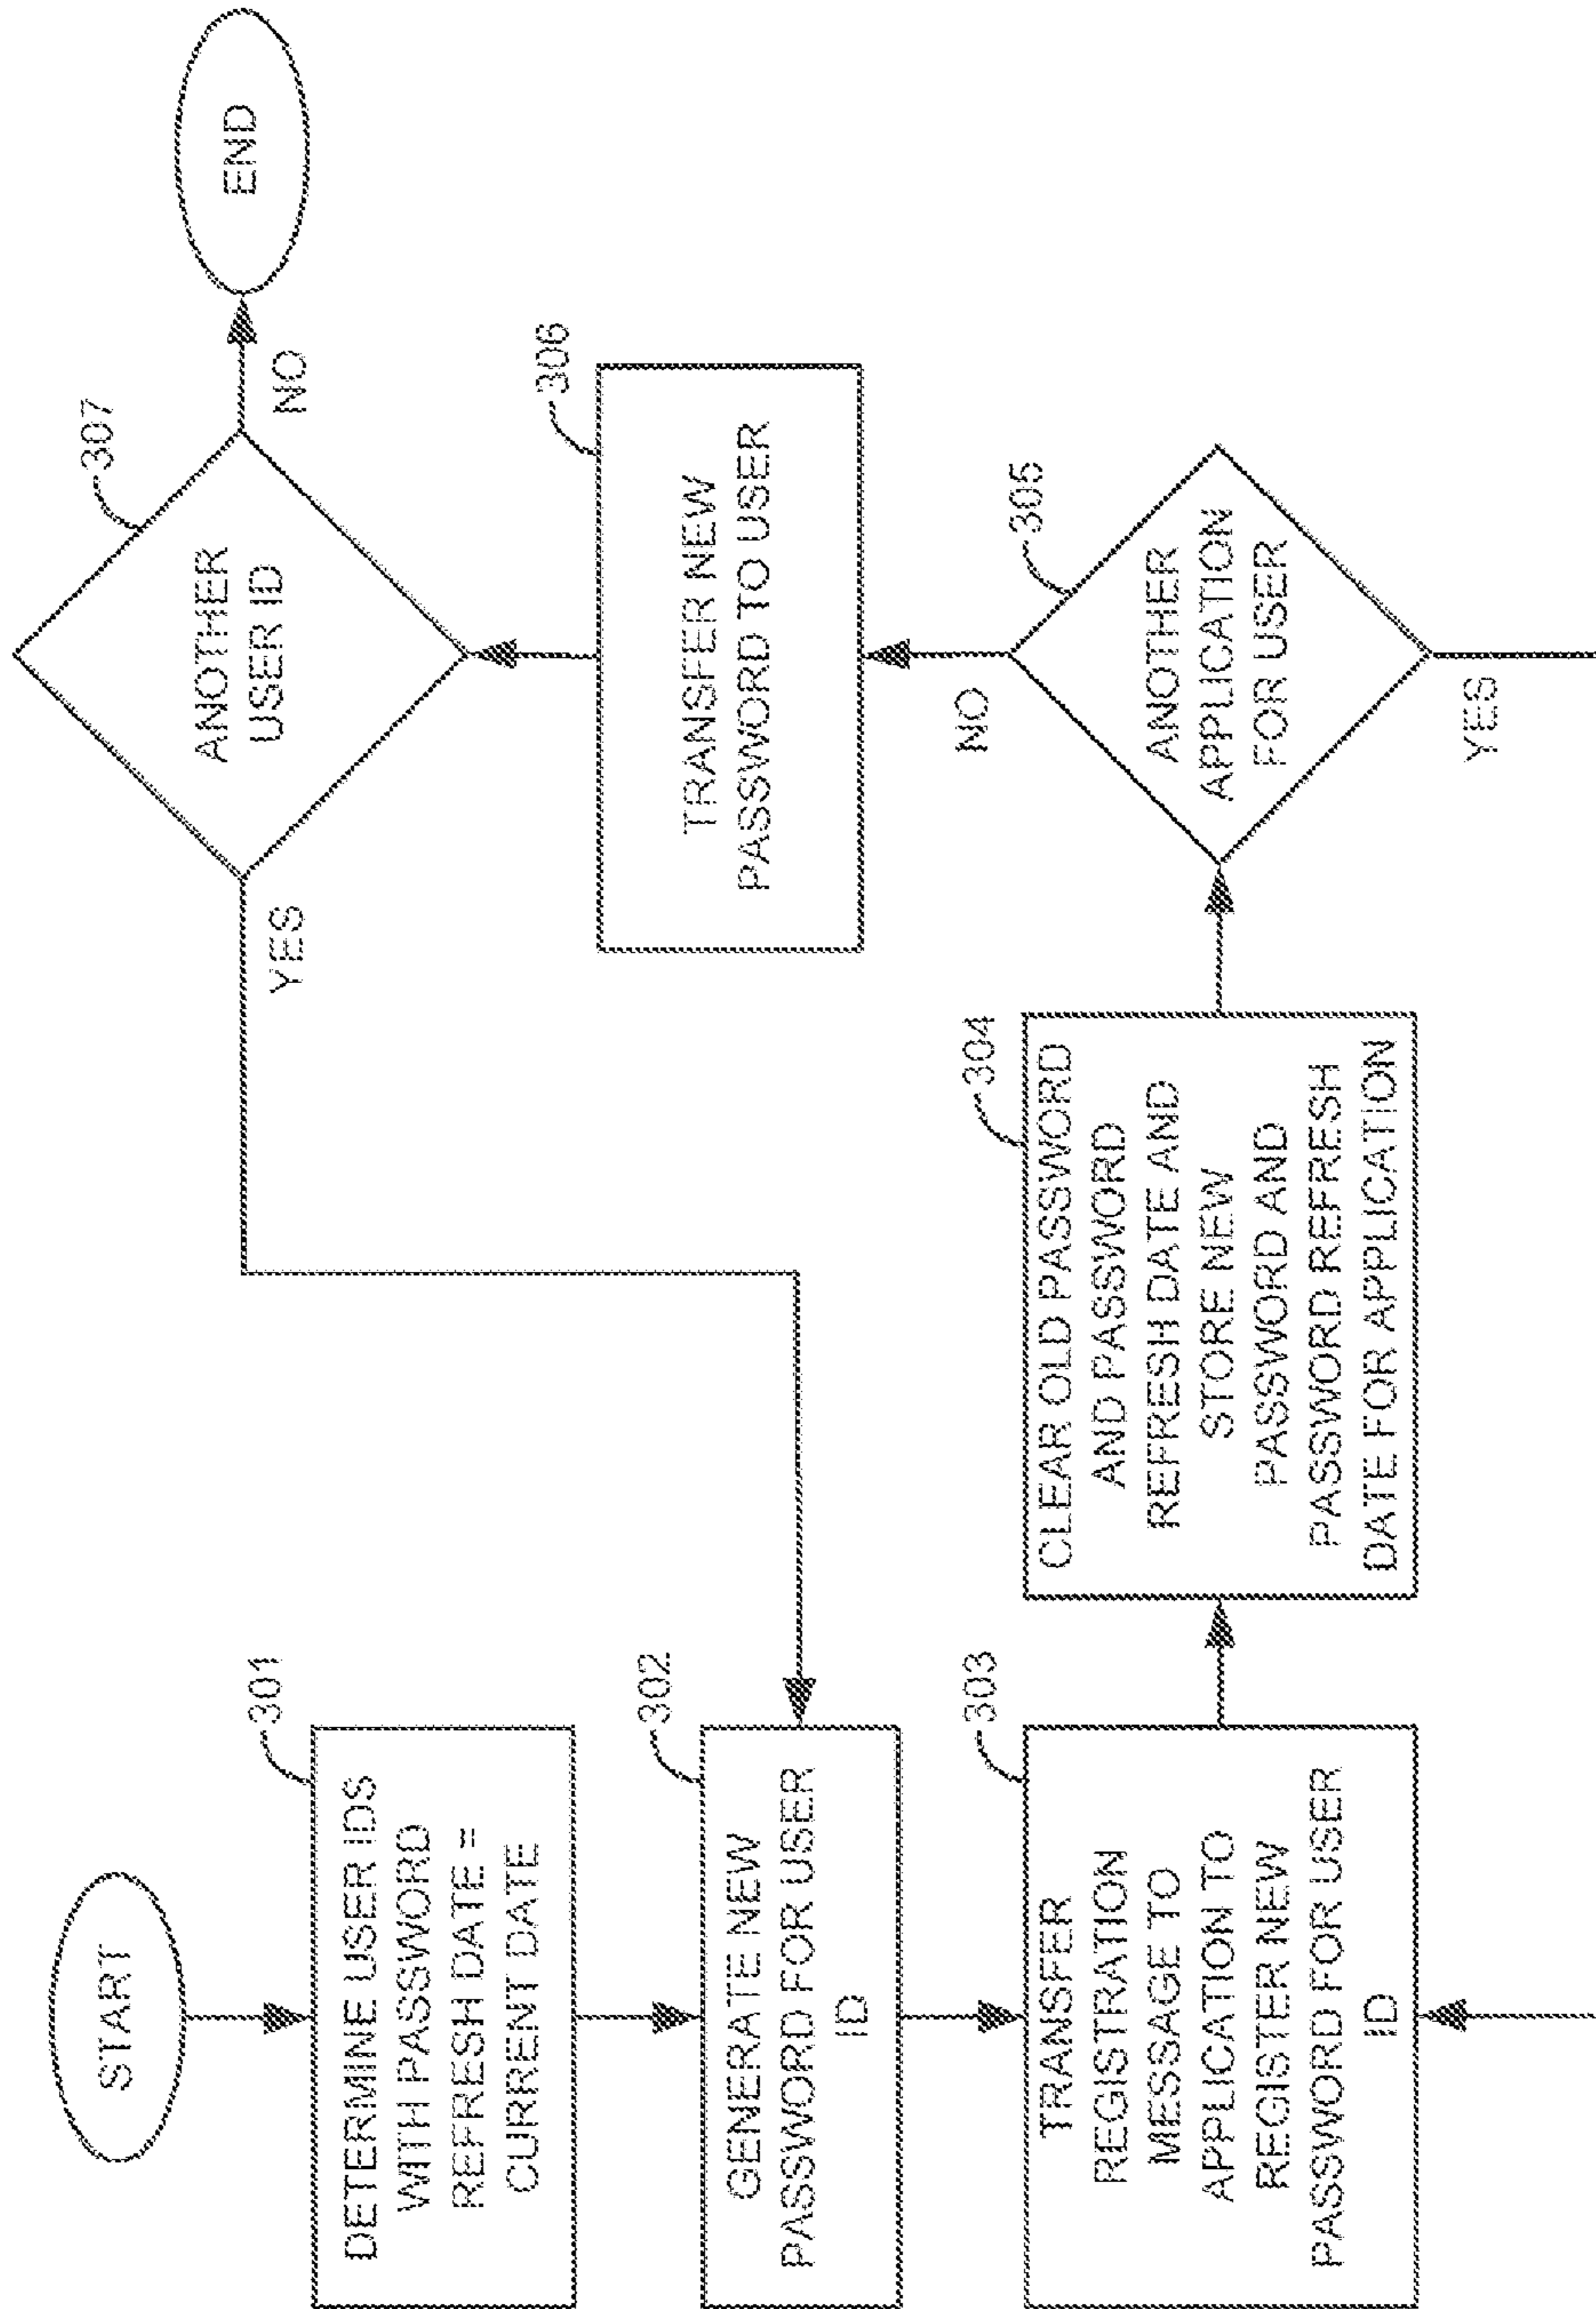 START
301
DETERMINE USER IDS
WITH PASSWORD
REFRESH DATE =
CURRENT DATE
302
GENERATE NEW
PASSWORD FOR USER
ID
303
TRANSFER
REGISTRATION
MESSAGE TO
APPLICATION TO
REGISTER NEW
PASSWORD FOR USER
ID
304
CLEAR OLD PASSWORD
AND PASSWORD
REFRESH DATE AND
STORE NEW
PASSWORD AND
PASSWORD REFRESH
DATE FOR APPLICATION
305
ANOTHER
APPLICATION
FOR USER
YES
NO
306
TRANSFER NEW
PASSWORD TO USER
307
ANOTHER
USER ID
YES
NO
END